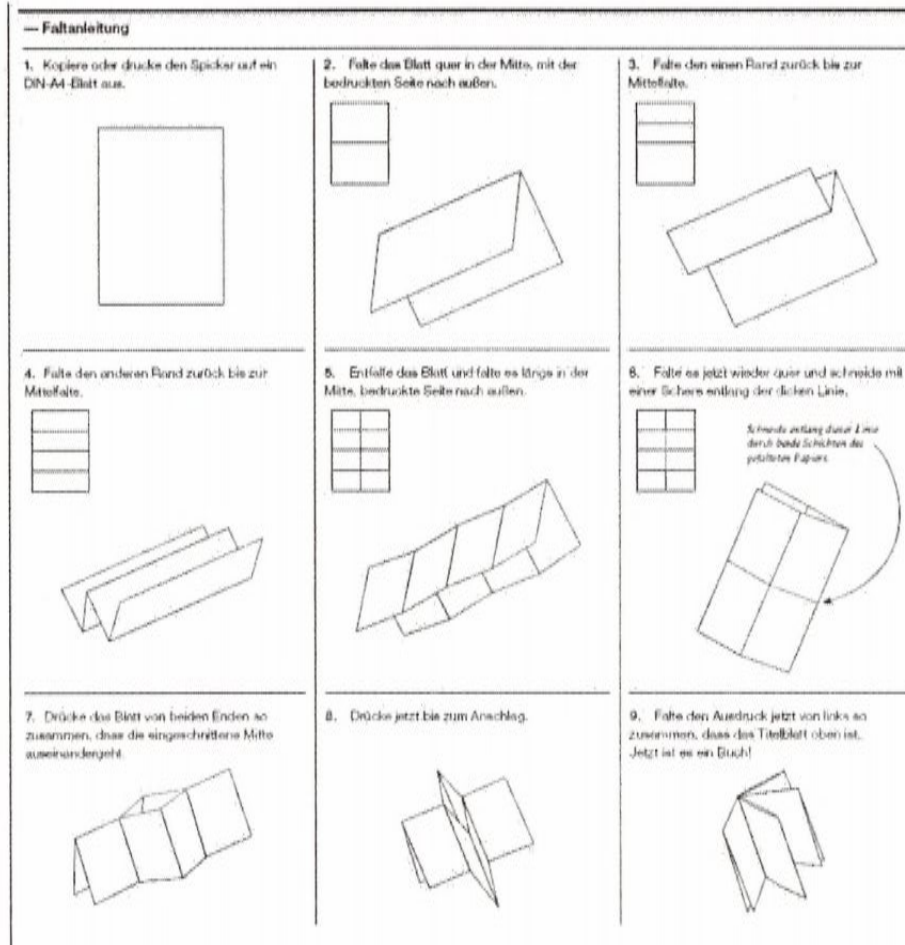 — Faltanleitung
1. Kopiere oder drucke den Spicker auf ein
DIN-A4-Blatt aus.
2. Falte das Blatt quer in der Mitte, mit der
bedruckten Seite nach außen.
3. Falte den einen Rand zurück bis zur
Mittelfalte.
4. Falte den anderen Rand zurück bis zur
Mittelfalte.
5. Entfalte das Blatt und falte es längs in der
Mitte, bedruckte Seite nach außen.
6. Falte es jetzt wieder quer und schneide mit
einer Schere entlang der dicken Linie.
Schneide entlang dieser Linie
durch beide Schichten des
gefalteten Papiers.
7. Drücke das Blatt von beiden Enden so
zusammen, dass die eingeschnittene Mitte
auseinandergeht.
8. Drücke jetzt bis zum Anschlag.
9. Falte den Ausdruck jetzt von links so
zusammen, dass das Titelblatt oben ist.
Jetzt ist es ein Buch!